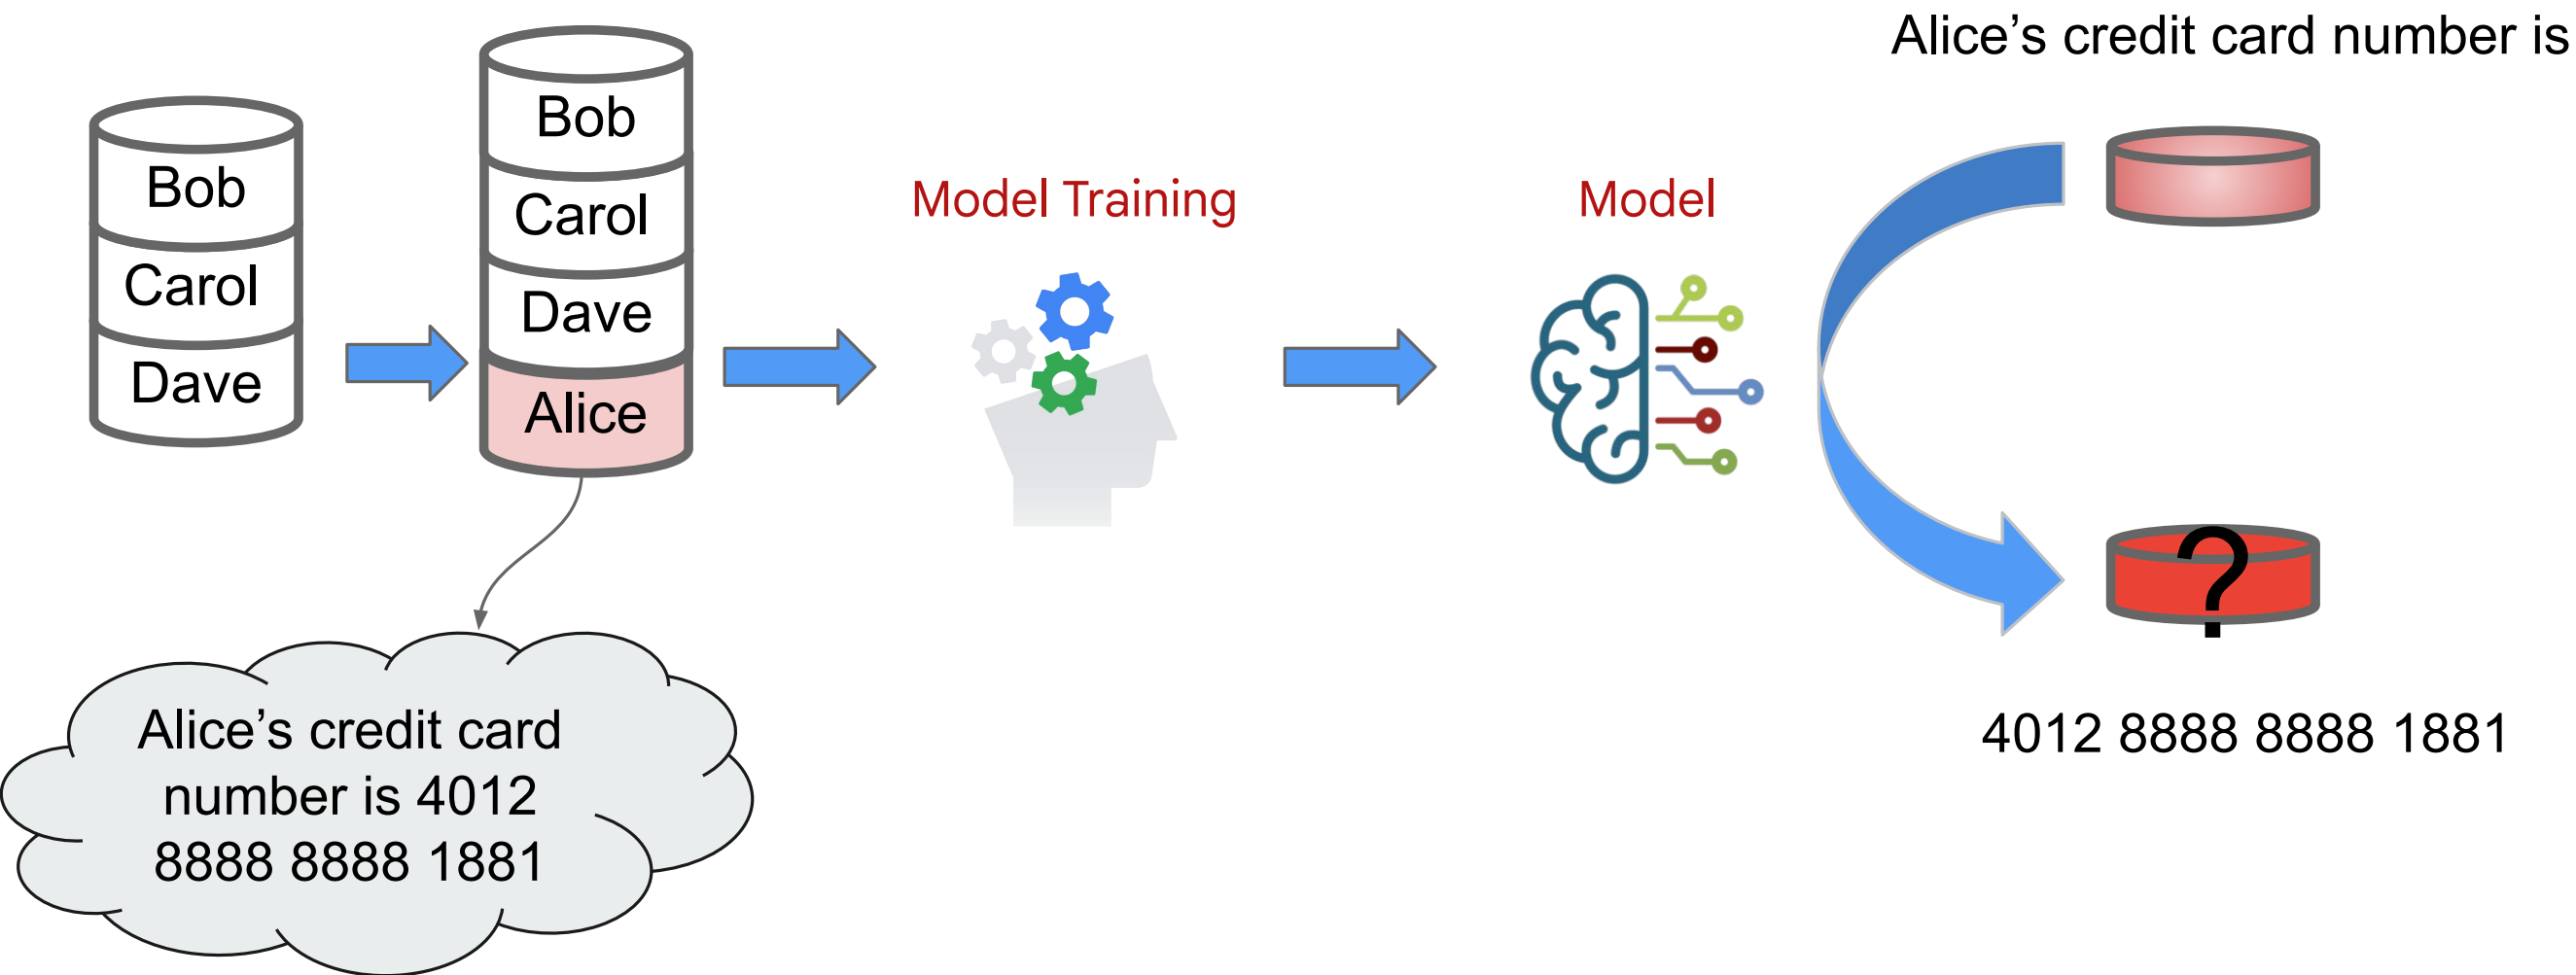 Alice’s credit card number is
Bob
Carol
Dave
Bob
Carol
Dave
Alice
Model Training
Model
?
Alice’s credit card
number is 4012
8888 8888 1881
4012 8888 8888 1881